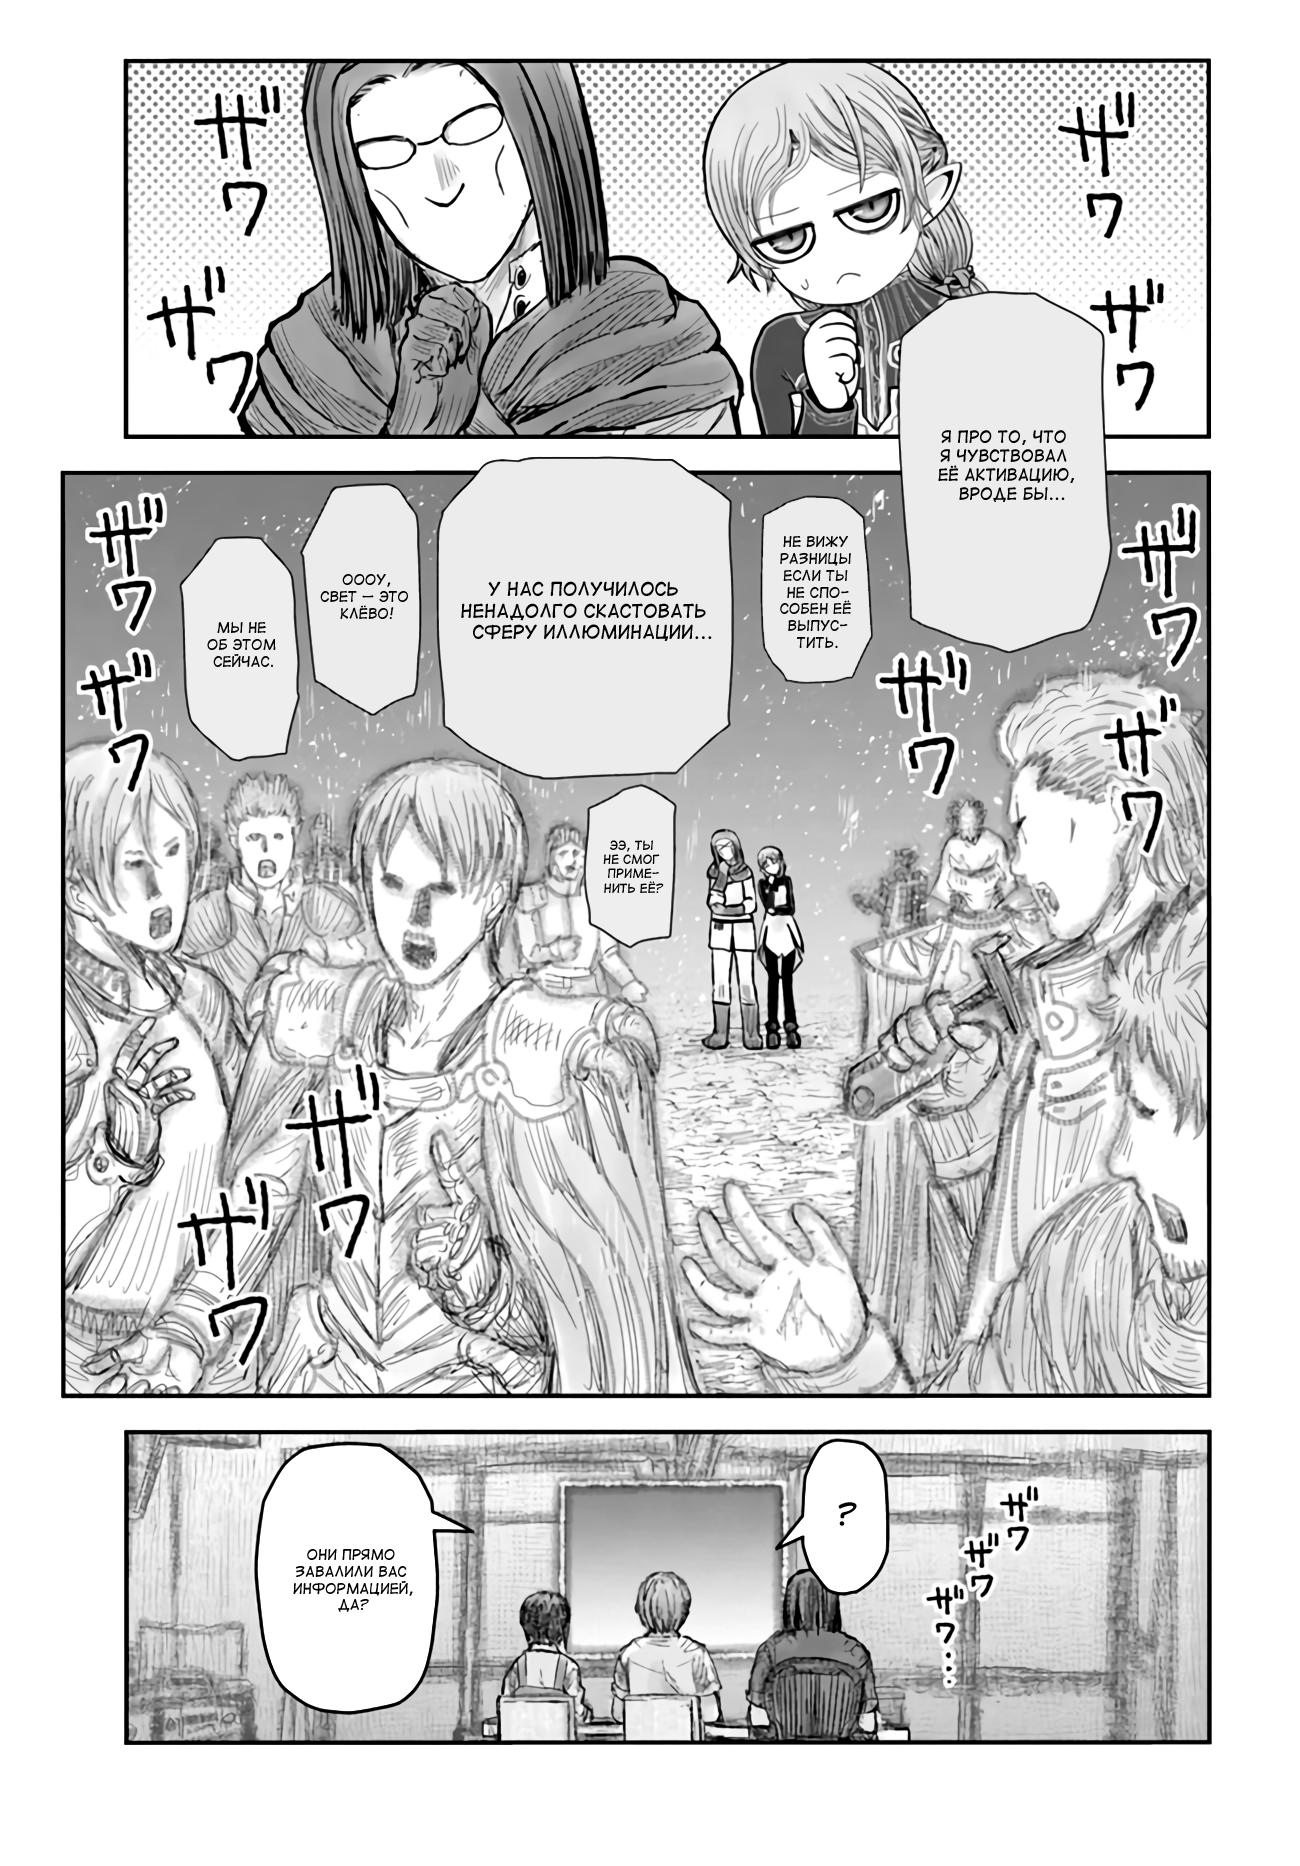 ザワ
ザワ
ザワ
ザワ
Я ПРО ТО, ЧТО
Я ЧУВСТВОВАЛ
ЕЁ АКТИВАЦИЮ,
ВРОДЕ БЫ...
НЕ ВИЖУ
РАЗНИЦЫ
ЕСЛИ ТЫ
НЕ СПО-
СОБЕН ЕЁ
ВЫПУС-
ТИТЬ.
У НАС ПОЛУЧИЛОСЬ
НЕНАДОЛГО СКАСТОВАТЬ
СФЕРУ ИЛЛЮМИНАЦИИ...
ОООУ,
СВЕТ — ЭТО
КЛЁВО!
МЫ НЕ
ОБ ЭТОМ
СЕЙЧАС.
ЭЭ, ТЫ
НЕ СМОГ
ПРИМЕ-
НИТЬ ЕЁ?
ザワ
ザワ
ザワ
ザワ
ザワ
ザワ
ザワ
?
ОНИ ПРЯМО
ЗАВАЛИЛИ ВАС
ИНФОРМАЦИЕЙ,
ДА?
ザワ
ザワ
ザワ...